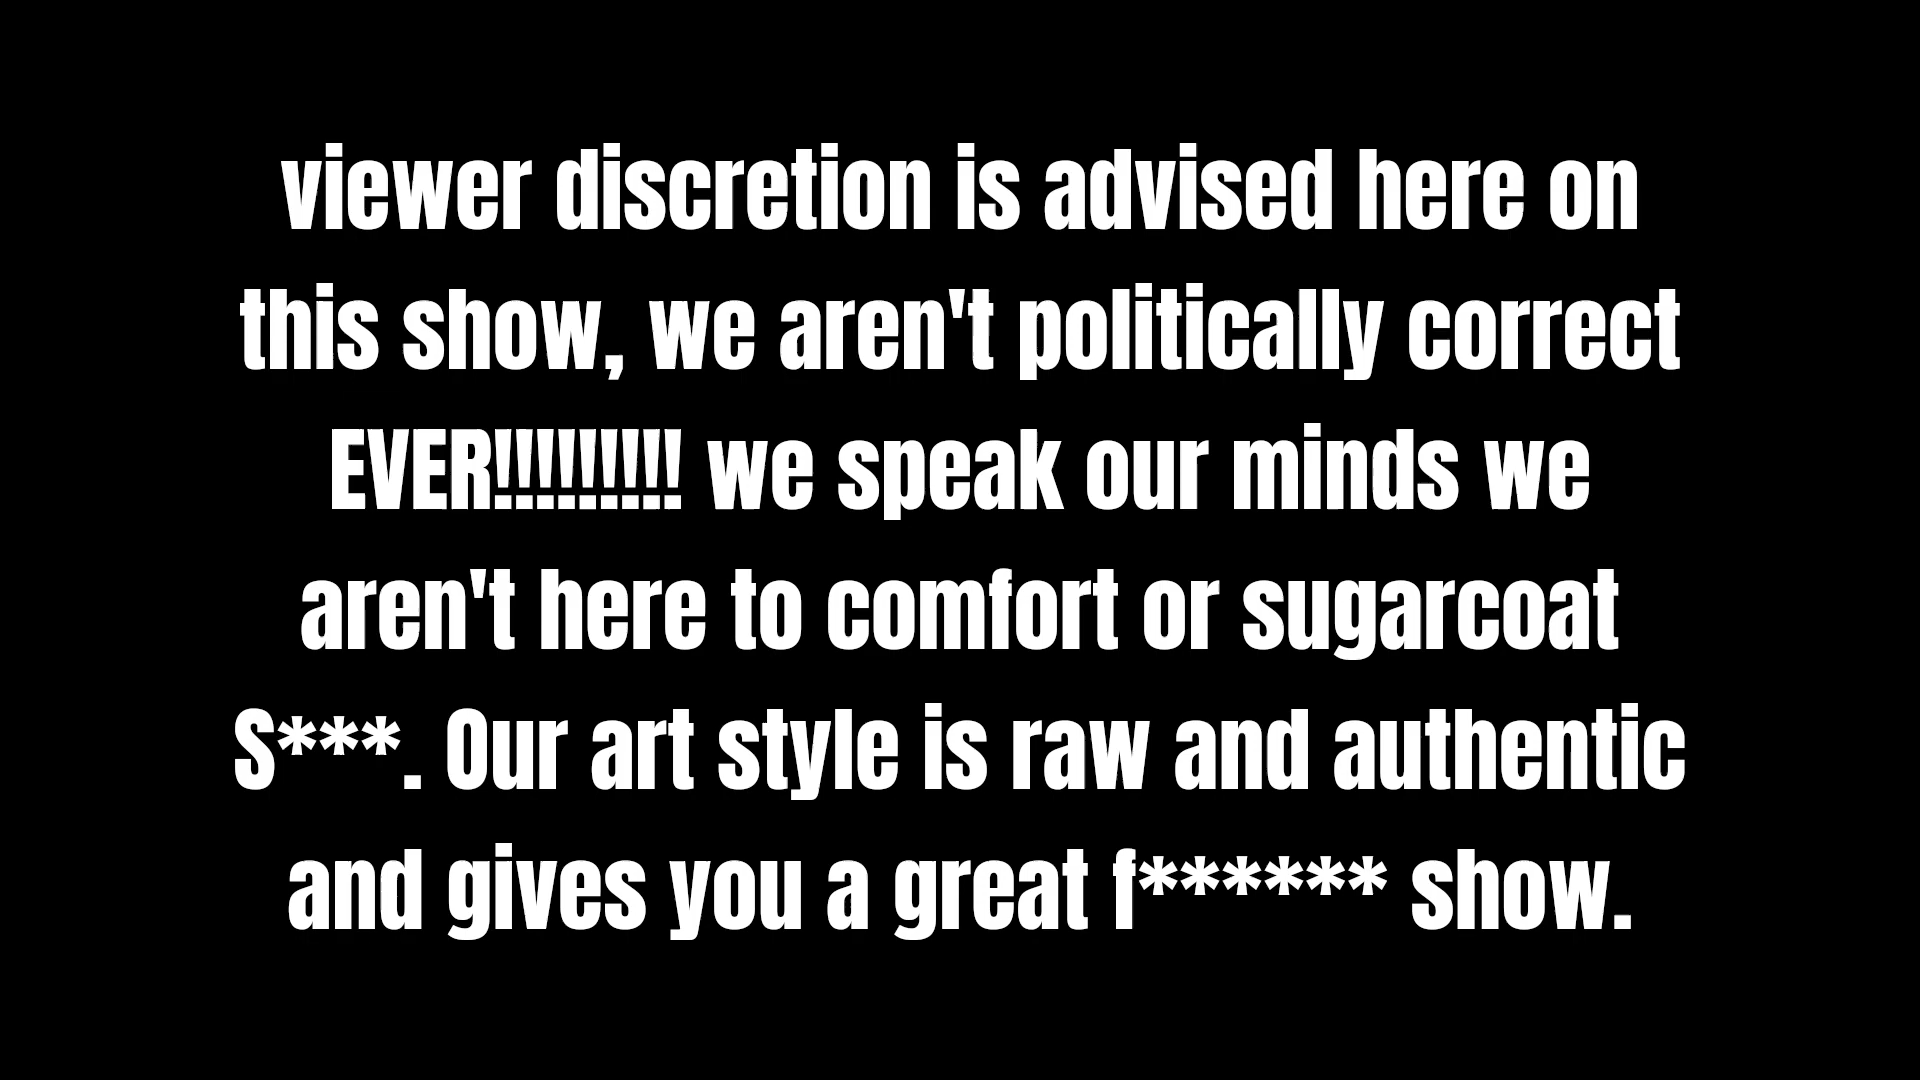 viewer discretion is advised here on
this show, we aren't politically correct
EVER!!!!!!!!! we speak our minds we
aren't here to comfort or sugarcoat
S***. Our art style is raw and authentic
and gives you a great f****** show.